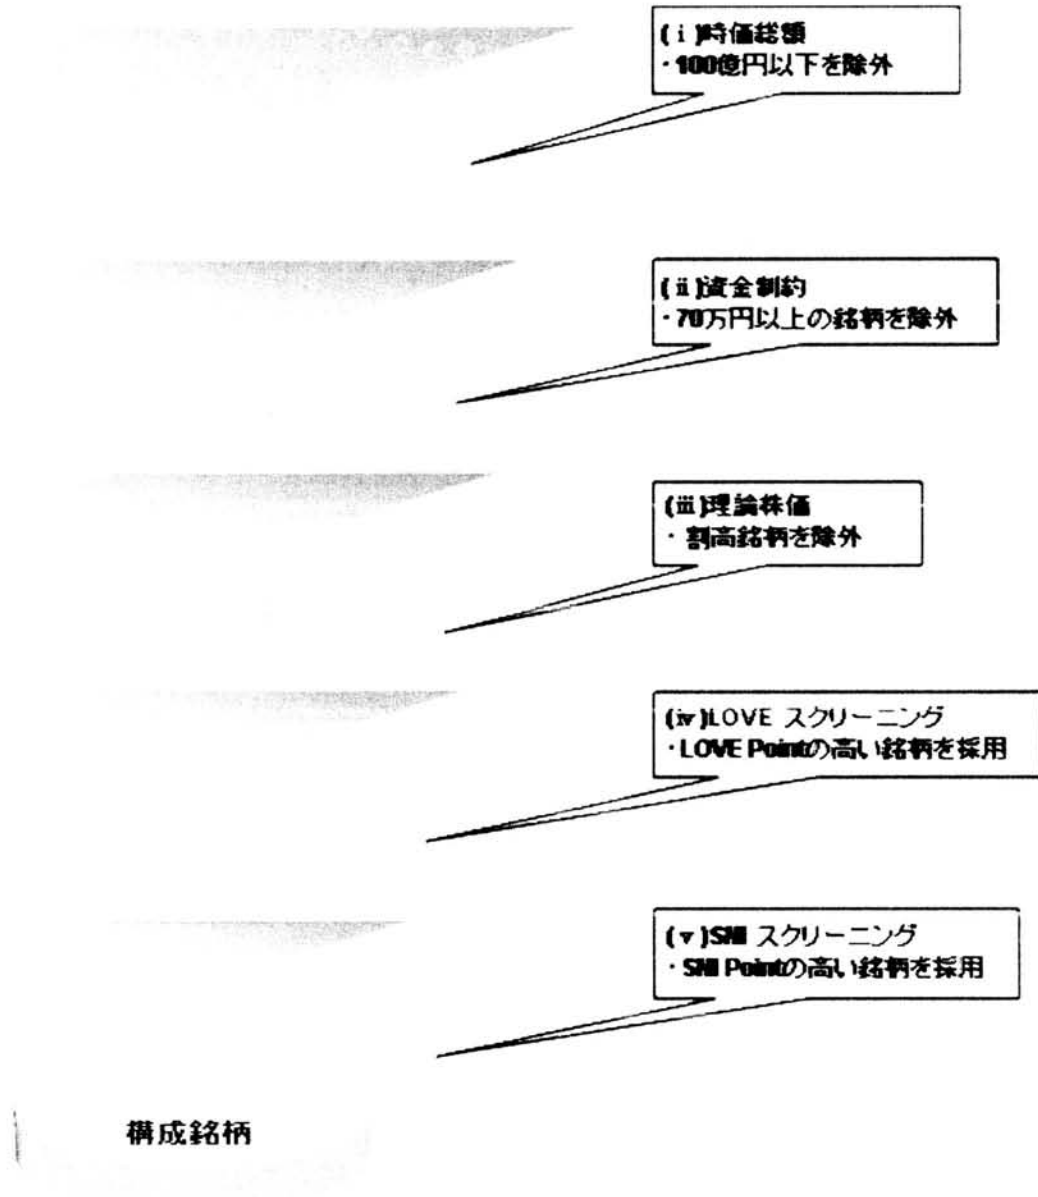 (ⅰ)時価総額
・100億円以下を除外
(ⅱ)資金制約
・70万円以上の銘柄を除外
(ⅲ)理論株価
・ 割高銘柄を除外
(ⅳ)LOVE スクリーニング
・LOVE Pointの高い銘柄を採用
(ⅴ)SNI スクリーニング
・SNI Pointの高い銘柄を採用
構成銘柄